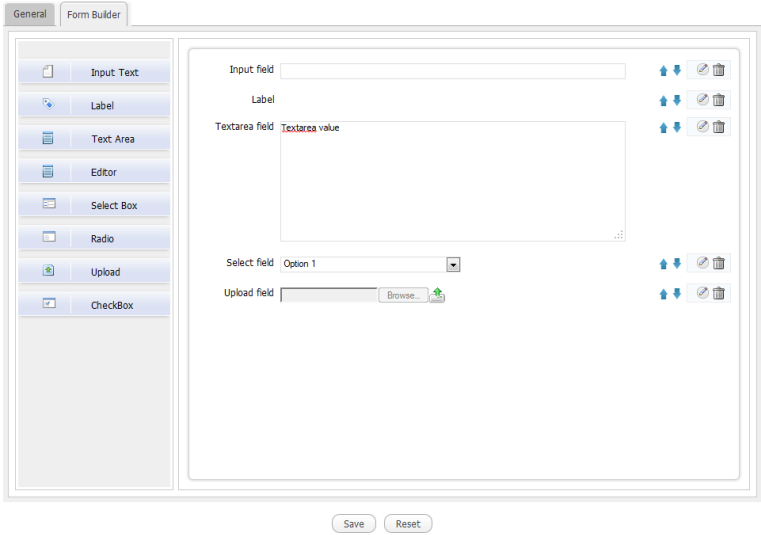 General Form Builder
Input Text
Label
Text Area
Editor
Select Box
Radio
Upload
CheckBox
Input field
Label
Textarea field Textarea value
Select field Option 1
Upload field Browse...
Save Reset